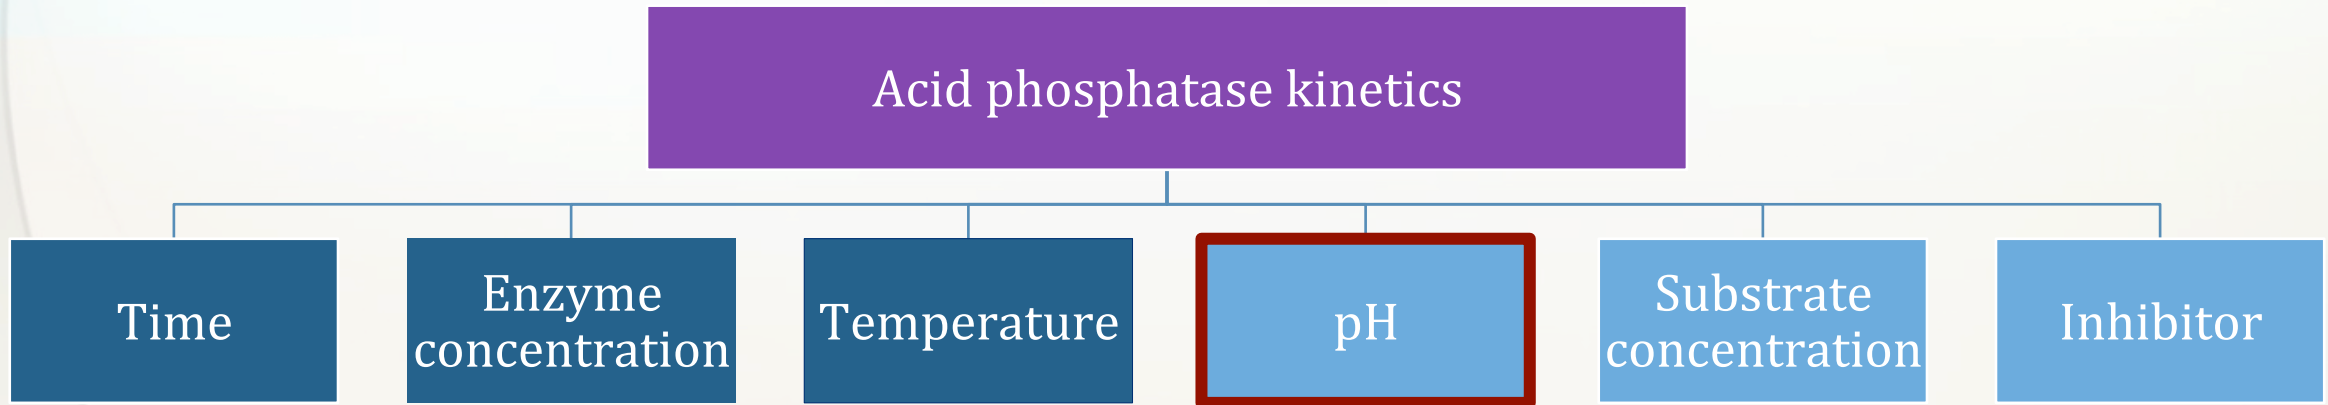 Acid phosphatase kinetics
Time
Enzyme
concentration
Temperature
pH
Substrate
concentration
Inhibitor